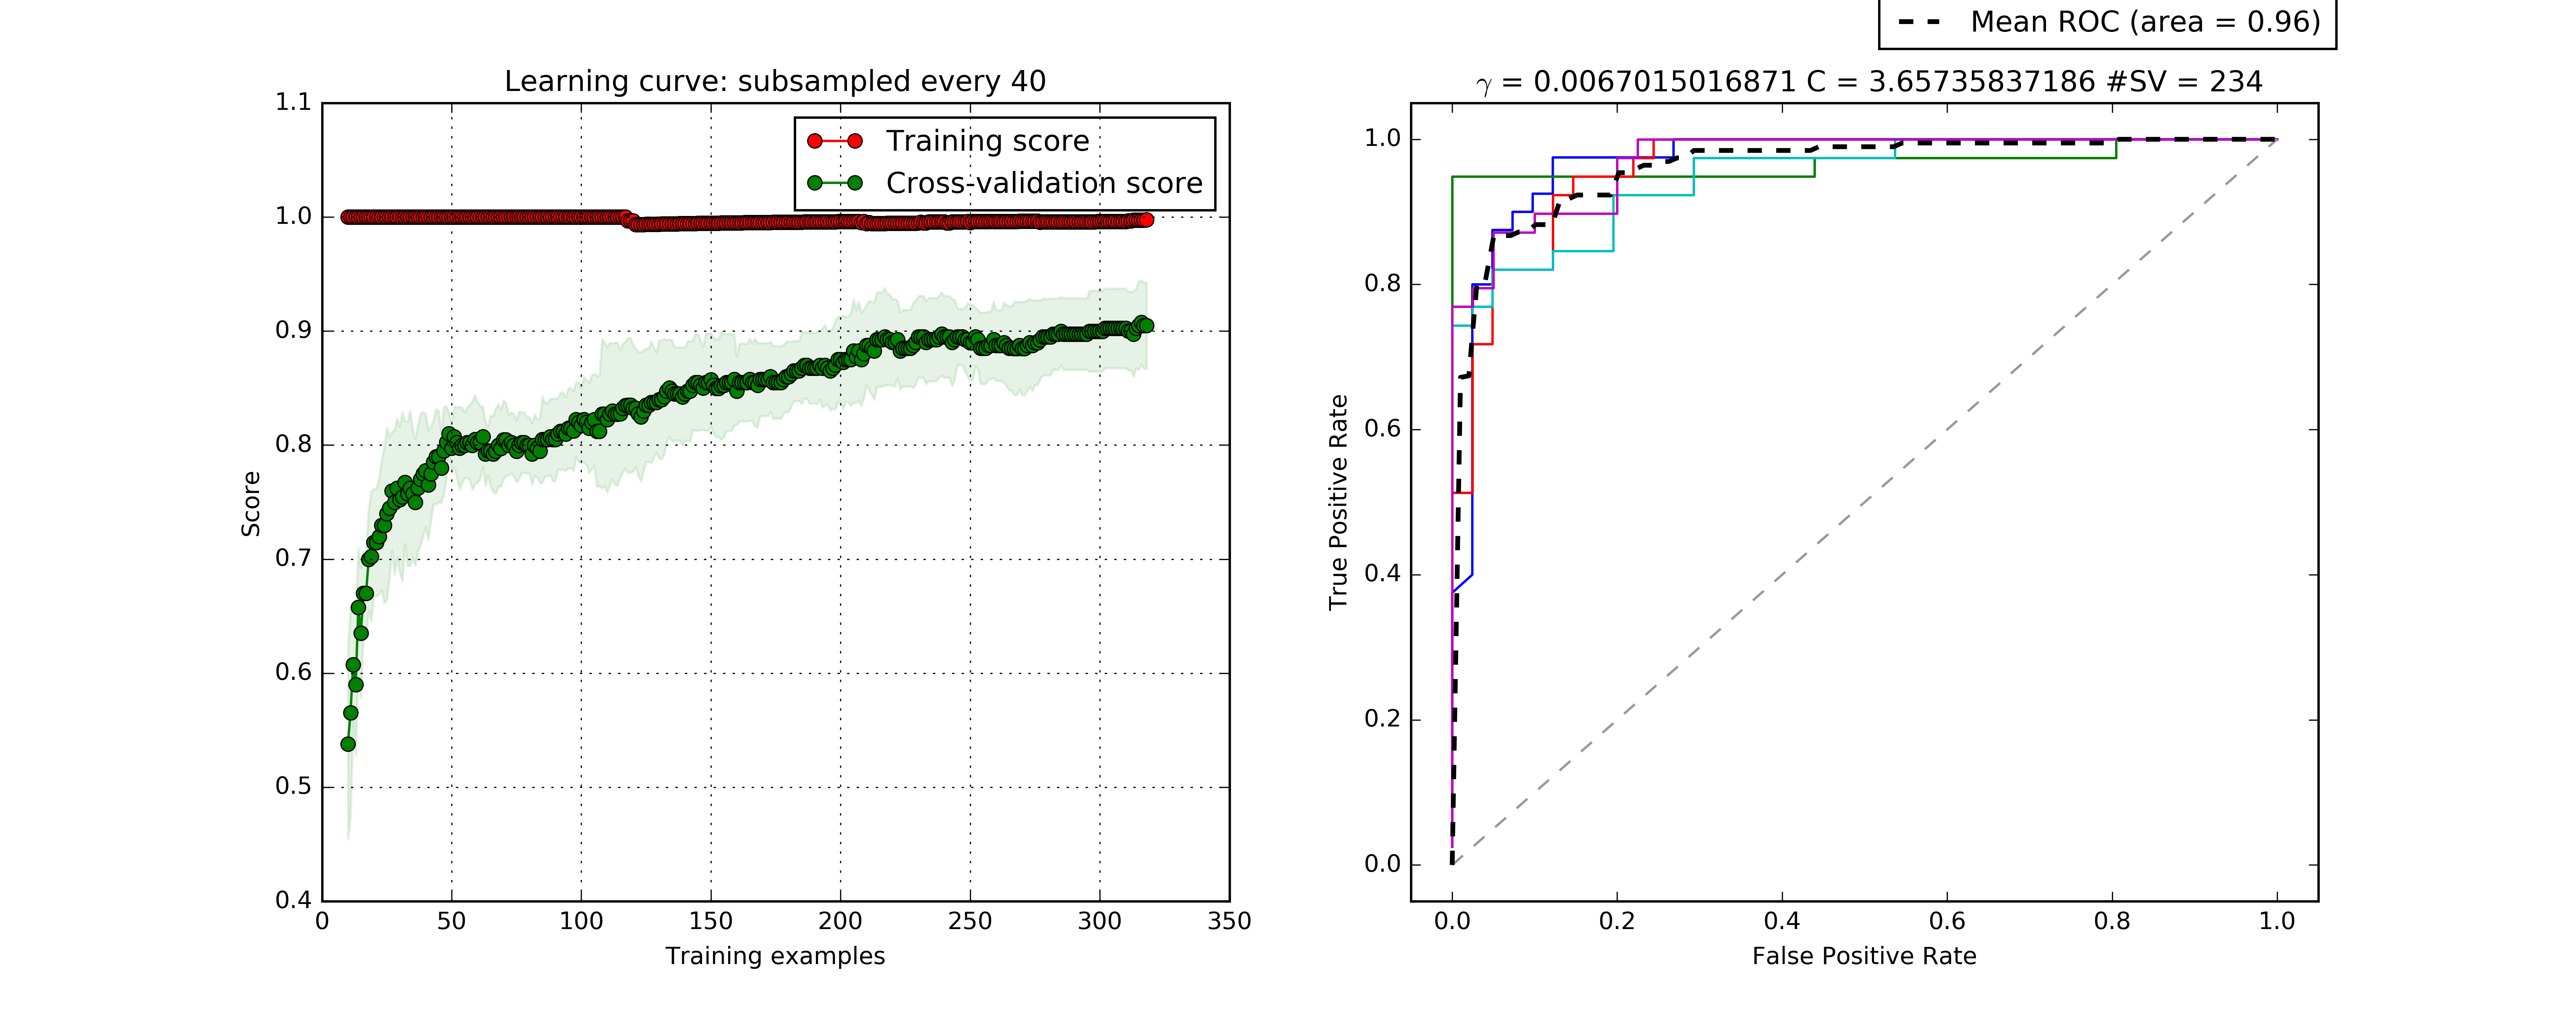 Mean ROC (area = 0.96)
Learning curve: subsampled every 40
Training score
Cross-validation score
1.1
1.0
0.9
0.8
0.7
0.6
0.5
0.4
Score
0 50 100 150 200 250 300 350
Training examples
γ = 0.0067015016871 C = 3.65735837186 #SV = 234
1.0
0.8
0.6
0.4
0.2
0.0
True Positive Rate
0.0 0.2 0.4 0.6 0.8 1.0
False Positive Rate